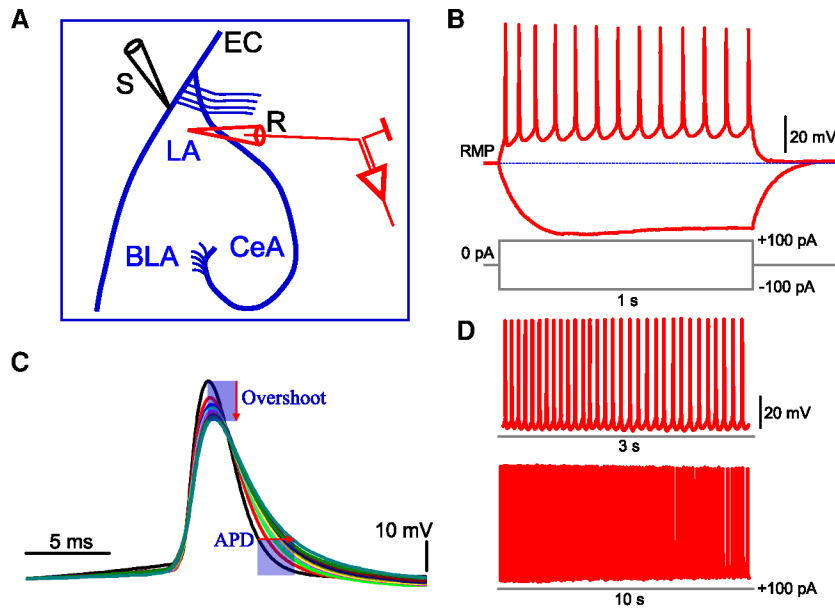 A
EC
S
R
LA
BLA
CeA
B
RMP
20 mV
0 pA
+100 pA
-100 pA
1 s
C
Overshoot
APD
5 ms
10 mV
D
20 mV
3 s
10 s
+100 pA